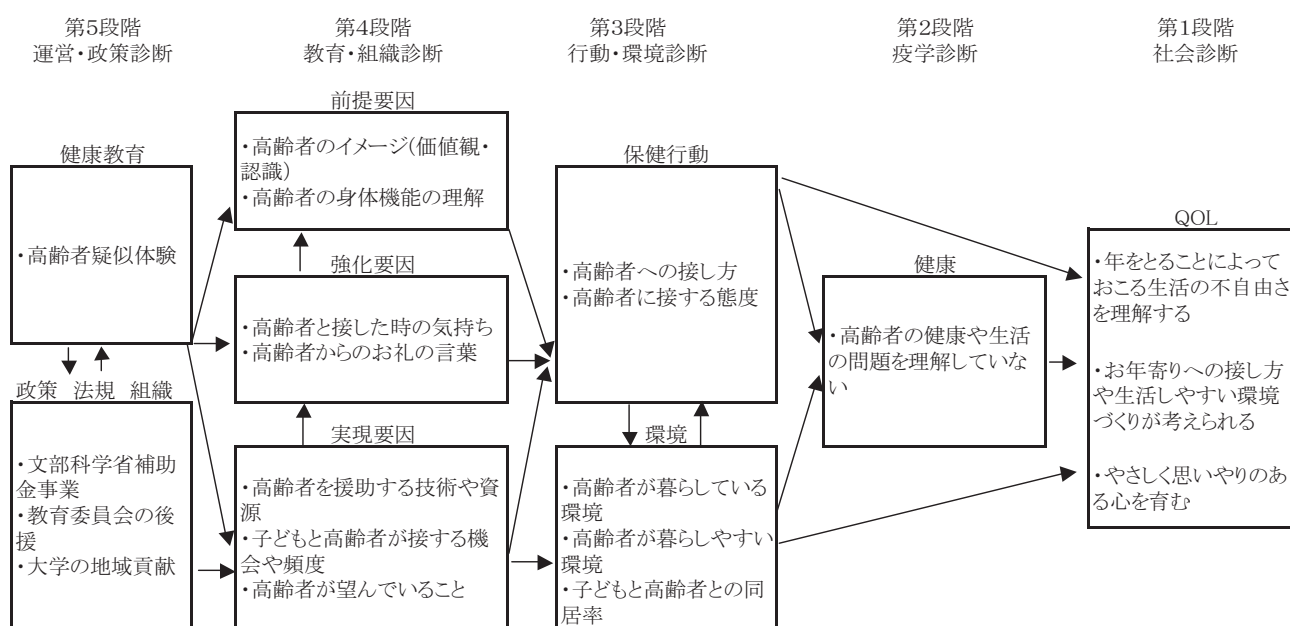 第5段階
運営・政策診断
第4段階
教育・組織診断
第3段階
行動・環境診断
第2段階
疫学診断
第1段階
社会診断
健康教育
・高齢者疑似体験
政策 法規 組織
・文部科学省補助
金事業
・教育委員会の後
援
・大学の地域貢献
前提要因
・高齢者のイメージ(価値観・
認識)
・高齢者の身体機能の理解
強化要因
・高齢者と接した時の気持ち
・高齢者からのお礼の言葉
実現要因
・高齢者を援助する技術や資
源
・子どもと高齢者が接する機
会や頻度
・高齢者が望んでいること
保健行動
・高齢者への接し方
・高齢者に接する態度
環境
・高齢者が暮らしている
環境
・高齢者が暮らしやすい
環境
・子どもと高齢者との同
居率
健康
・高齢者の健康や生活
の問題を理解していな
い
QOL
・年をとることによって
おこる生活の不自由さ
を理解する
・お年寄りへの接し方
や生活しやすい環境
づくりが考えられる
・やさしく思いやりのあ
る心を育む